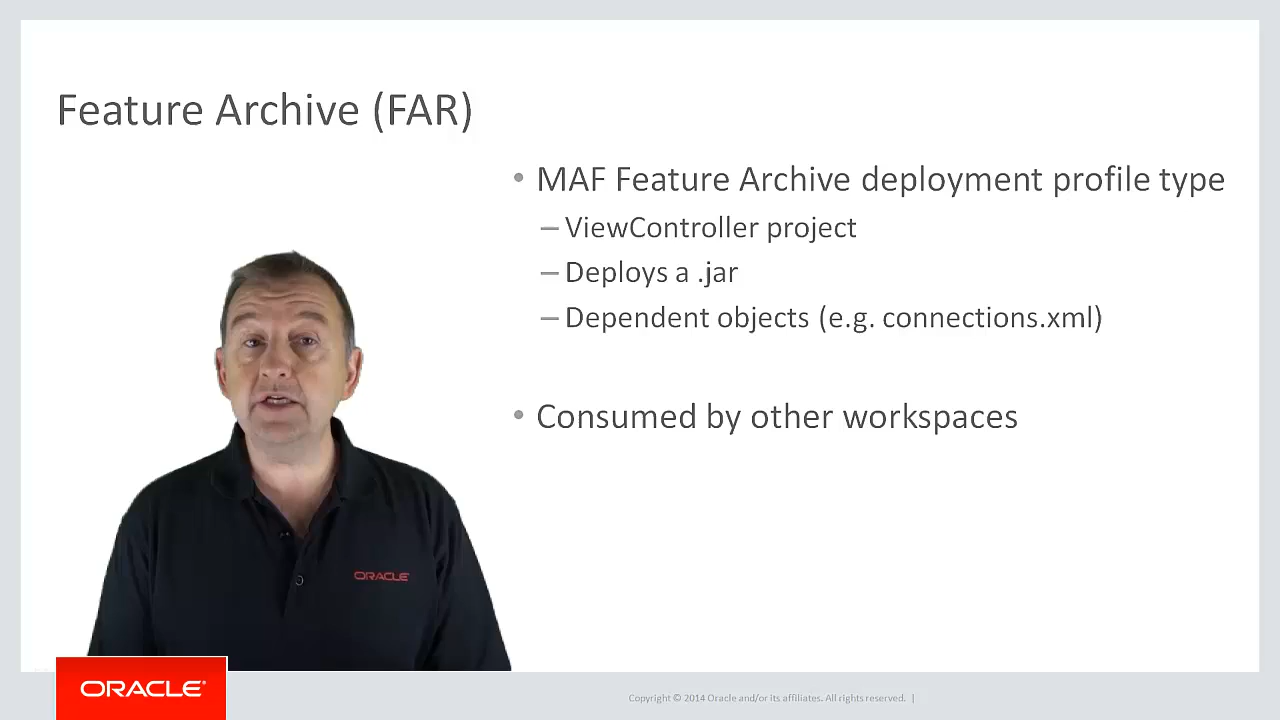 Feature Archive (FAR)
• MAF Feature Archive deployment profile type
– ViewController project
– Deploys a .jar
– Dependent objects (e.g. connections.xml)
• Consumed by other workspaces
ORACLE
ORACLE®
Copyright © 2014 Oracle and/or its affiliates. All rights reserved. |